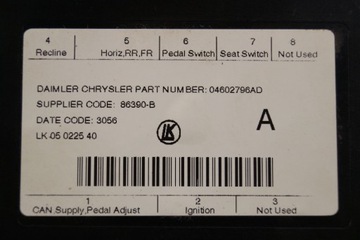 4 5 6 7 8
Recline Horiz,RR,FR Pedal Switch Seat Switch Not Used
DAIMLER CHRYSLER PART NUMBER: 04602796AD
SUPPLIER CODE: 86390-B
DATE CODE: 3056
LK 05 0225 40
LK
A
1 2 3
CAN,Supply,Pedal Adjust Ignition Not Used